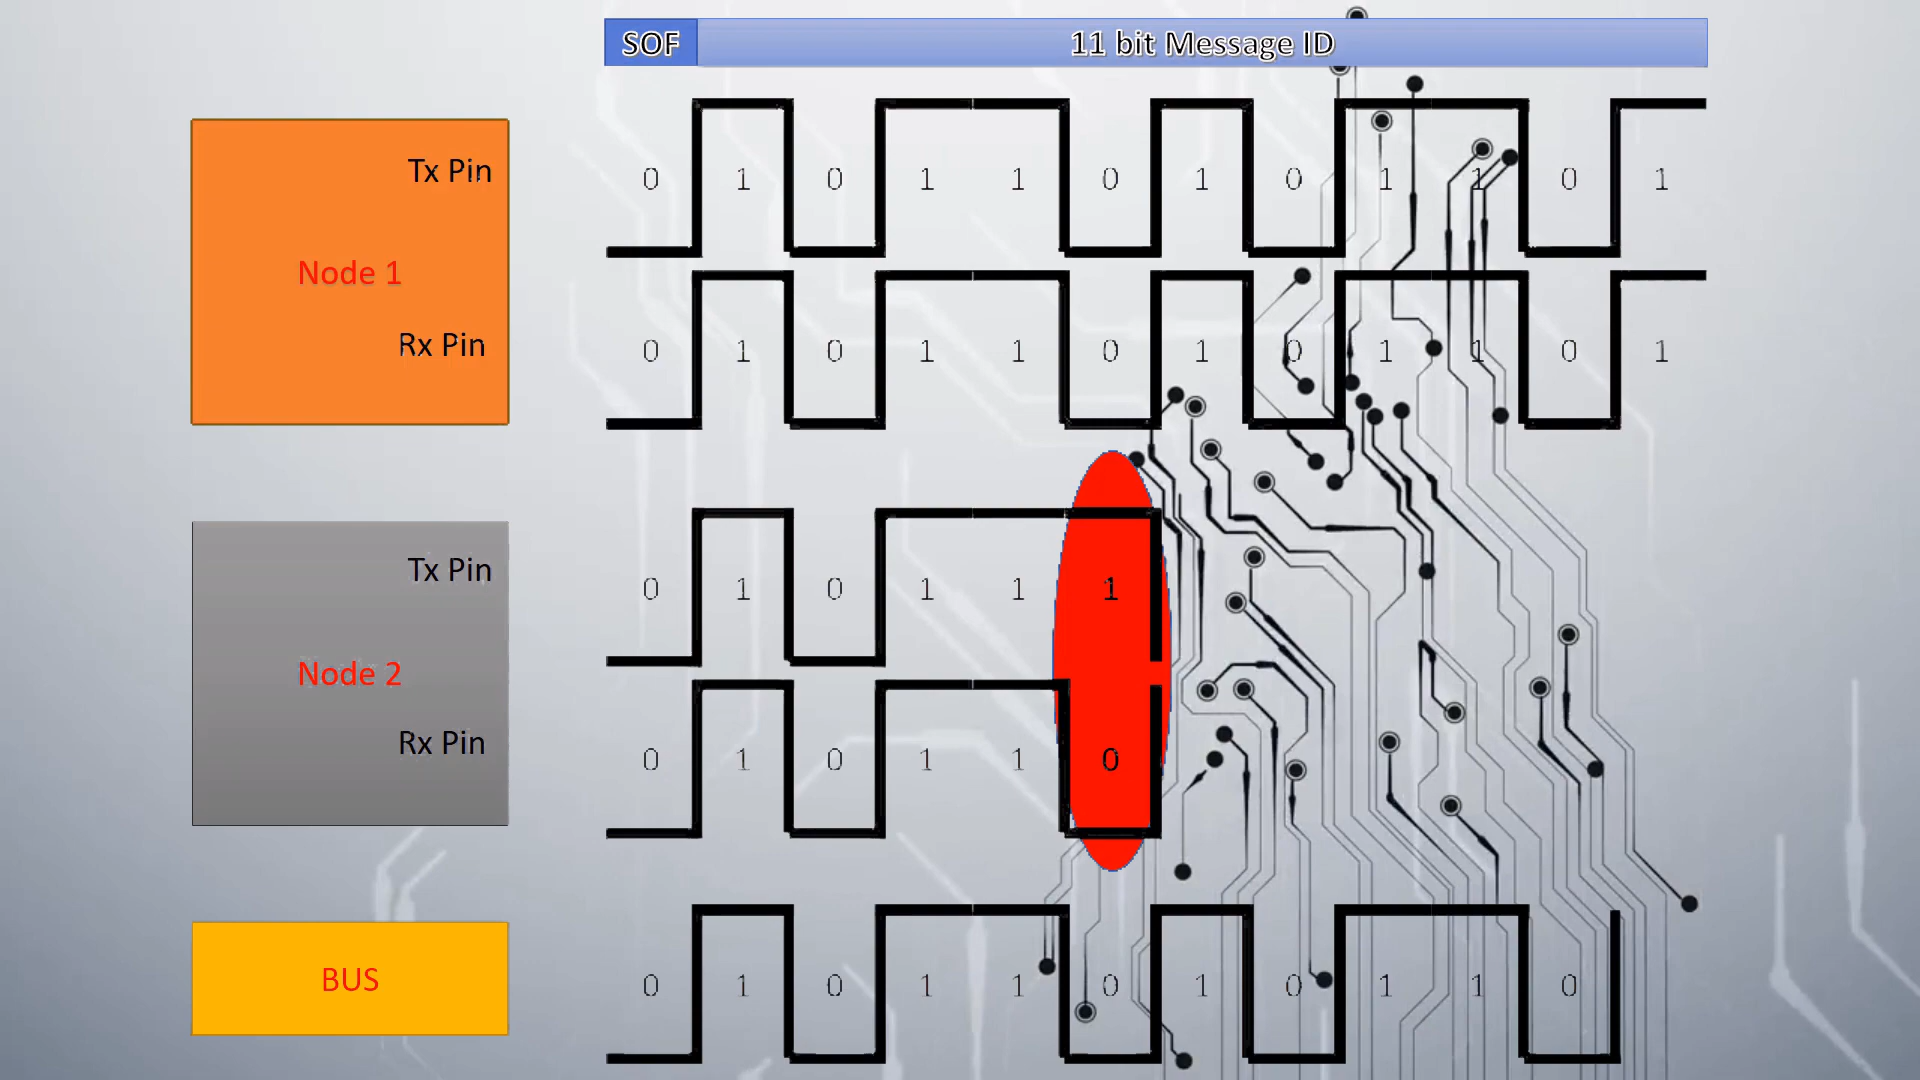 SOF 11 bit Message ID
Tx Pin 0 1 0 1 1 0 1 0 1 1 0 1
Node 1
Rx Pin 0 1 0 1 1 0 1 0 1 1 0 1
Tx Pin 0 1 0 1 1 1
Node 2
Rx Pin 0 1 0 1 1 0
BUS 0 1 0 1 1 0 1 0 1 1 0